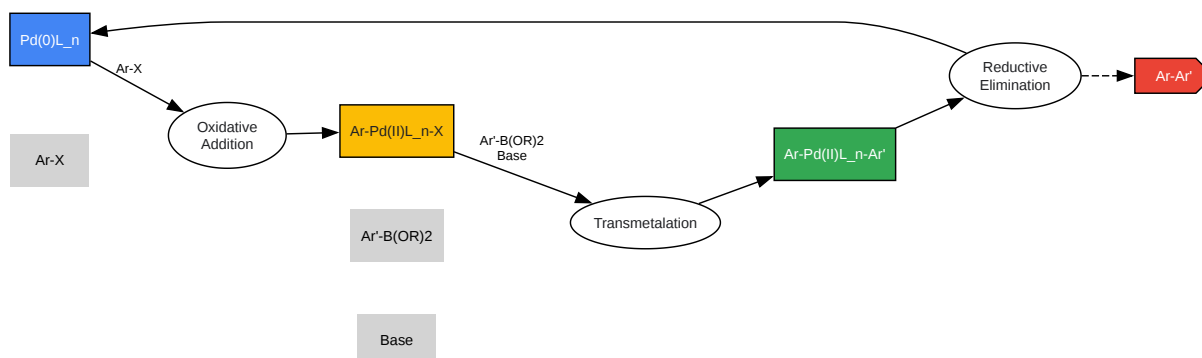 Pd(0)L_n
Ar-X
Oxidative
Addition
Ar-X
Ar-Pd(II)L_n-X
Ar'-B(OR)2
Base
Ar'-B(OR)2
Base
Transmetalation
Ar-Pd(II)L_n-Ar'
Reductive
Elimination
Ar-Ar'